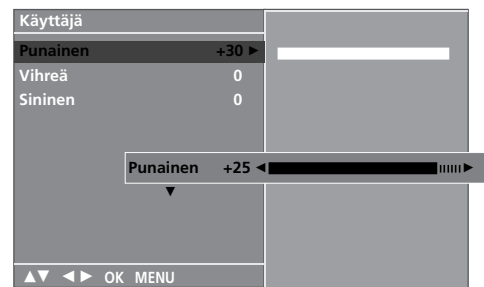 Käyttäjä
Punainen +30 ►
Vihreä 0
Sininen 0
Punainen +25 ◄ ►
▼
▲▼ ◄► OK MENU